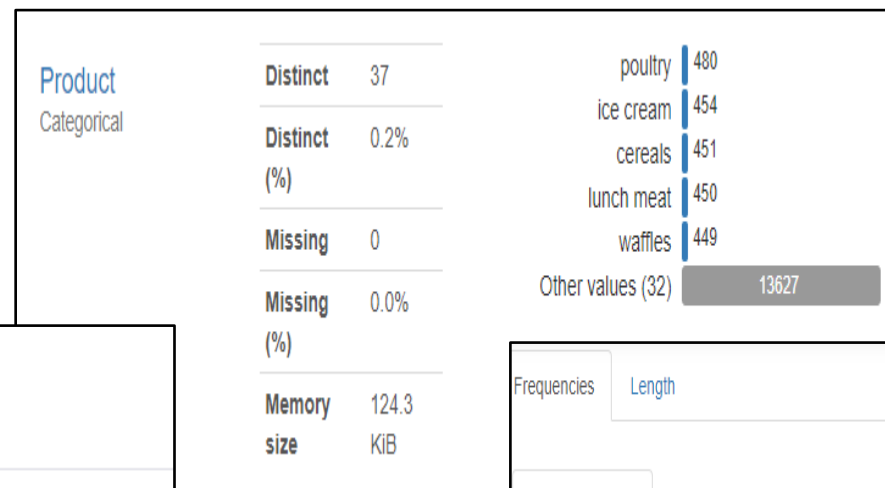 Product
Categorical
Distinct 37
Distinct (%) 0.2%
Missing 0
Missing (%) 0.0%
Memory size 124.3 KiB
poultry 480
ice cream 454
cereals 451
lunch meat 450
waffles 449
Other values (32) 13627
Frequencies Length